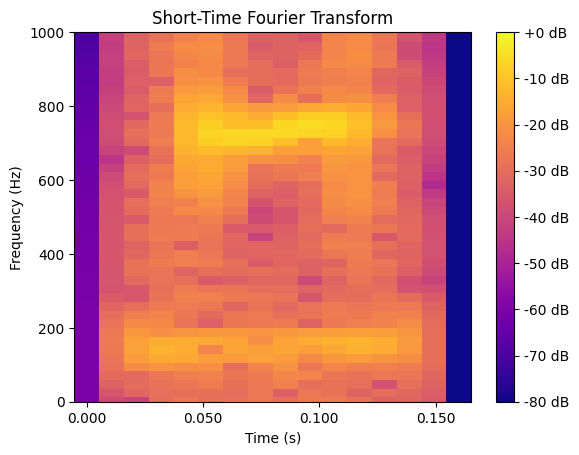 Short-Time Fourier Transform
Frequency (Hz)
1000
800
600
400
200
0
0.000
0.050
0.100
0.150
Time (s)
+0 dB
-10 dB
-20 dB
-30 dB
-40 dB
-50 dB
-60 dB
-70 dB
-80 dB